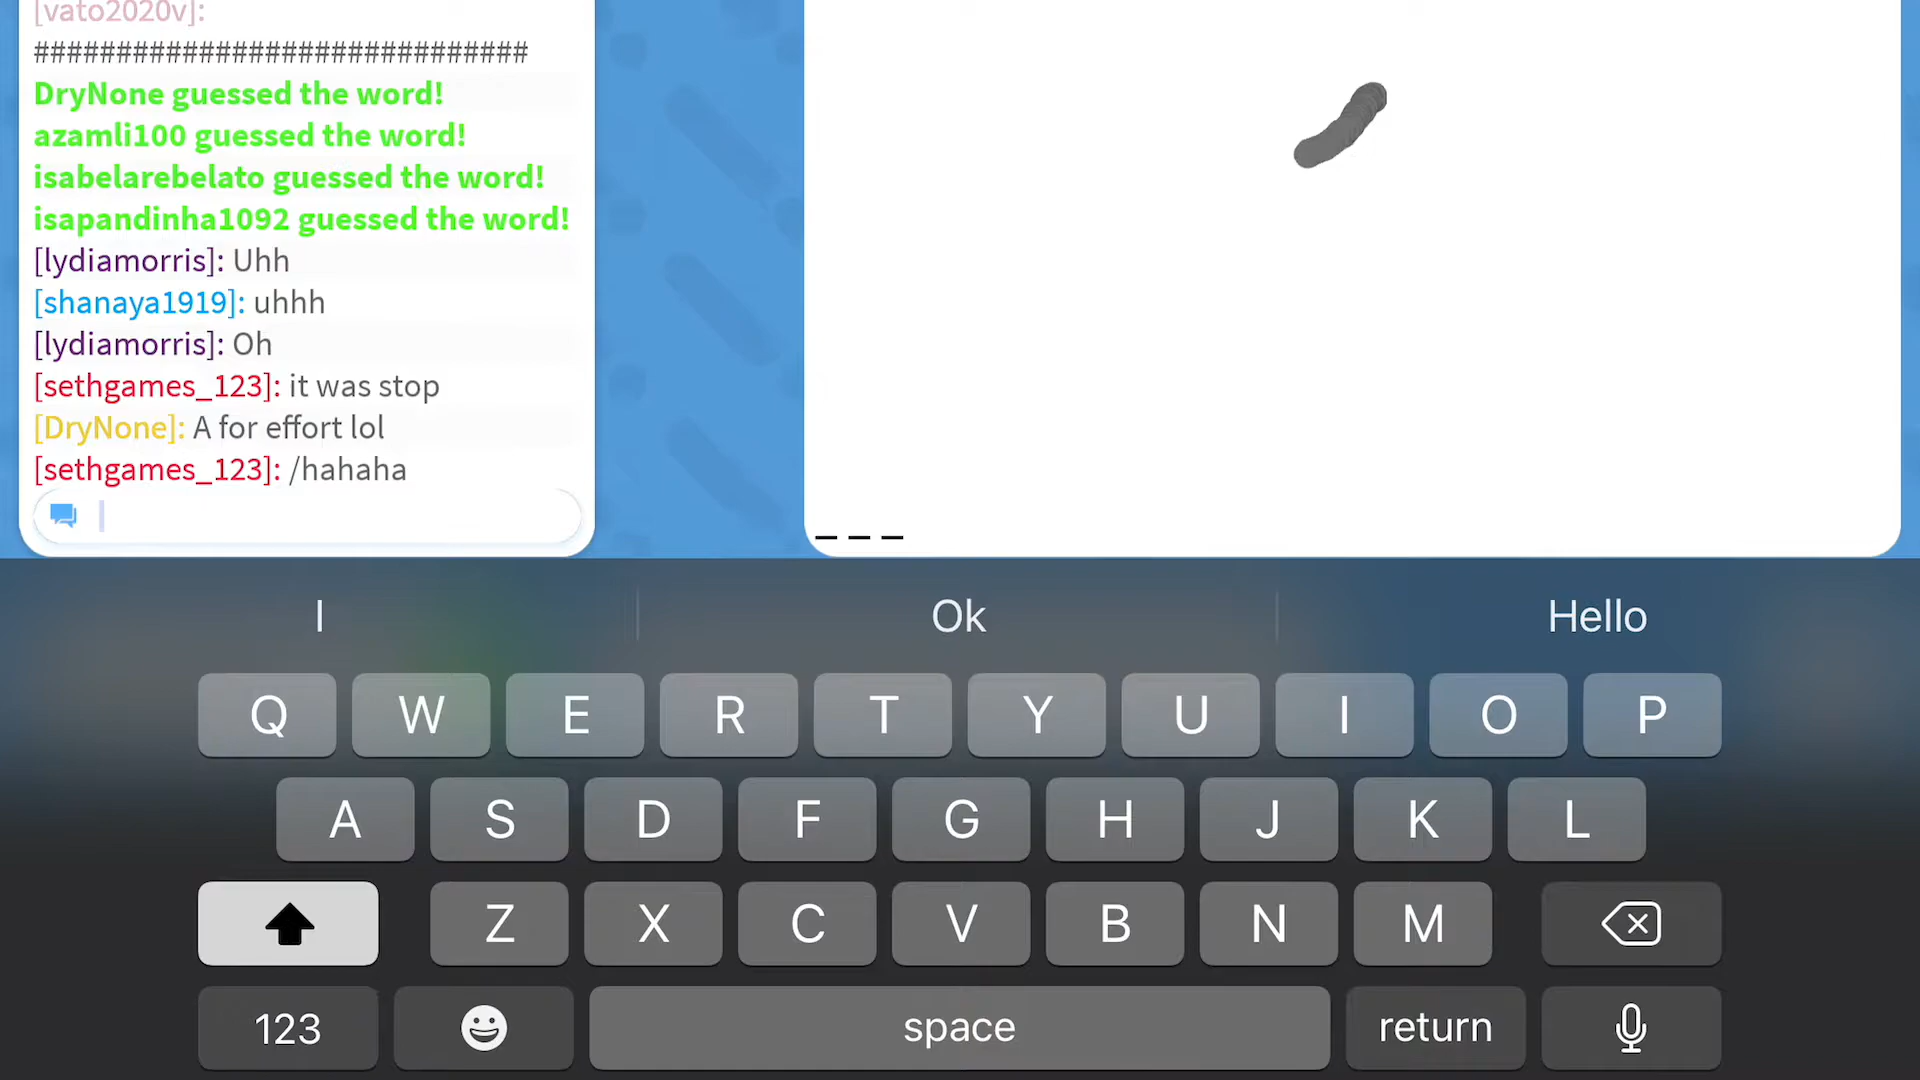 [vato2020v]:
##############################
DryNone guessed the word!
azamli100 guessed the word!
isabelarebelato guessed the word!
isapandinha1092 guessed the word!
[lydiamorris]: Uhh
[shanaya1919]: uhhh
[lydiamorris]: Oh
[sethgames_123]: it was stop
[DryNone]: A for effort lol
[sethgames_123]: /hahaha
_ _ _
I Ok Hello
Q W E R T Y U I O P
A S D F G H J K L
Z X C V B N M
123 space return